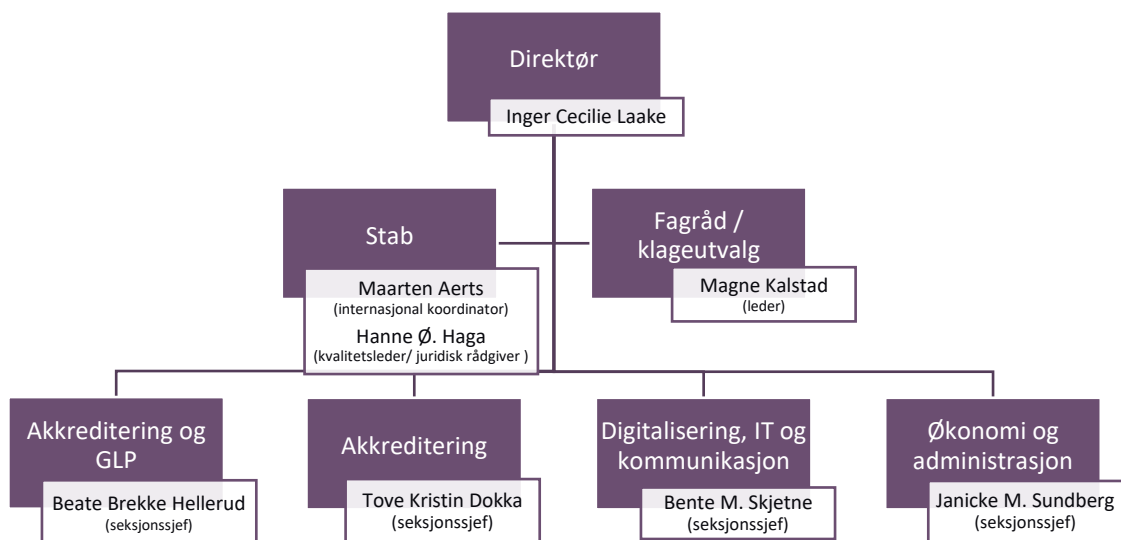 Direktør
Inger Cecilie Laake
Stab
Maarten Aerts
(internasjonal koordinator)
Hanne Ø. Haga
(kvalitetsleder/ juridisk rådgiver )
Fagråd /
klageutvalg
Magne Kalstad
(leder)
Akkreditering og
GLP
Beate Brekke Hellerud
(seksjonssjef)
Akkreditering
Tove Kristin Dokka
(seksjonssjef)
Digitalisering, IT og
kommunikasjon
Bente M. Skjetne
(seksjonssjef)
Økonomi og
administrasjon
Janicke M. Sundberg
(seksjonssjef)